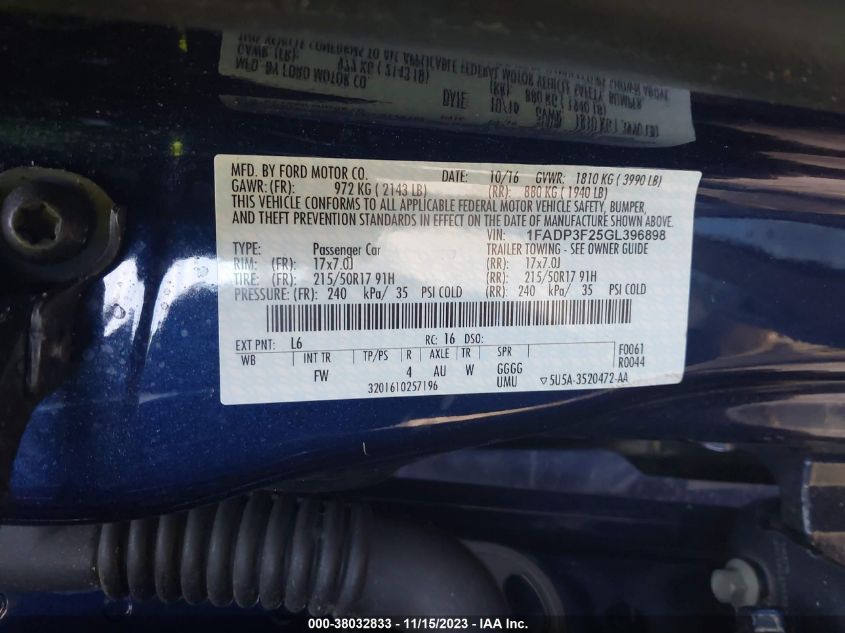 MFD. BY FORD MOTOR CO. DATE: 10/16 GVWR: 1810 KG ( 3990 LB)
GAWR: (FR): 972 KG ( 2143 LB) (RR): 880 KG ( 1940 LB)
THIS VEHICLE CONFORMS TO ALL APPLICABLE FEDERAL MOTOR VEHICLE SAFETY, BUMPER,
AND THEFT PREVENTION STANDARDS IN EFFECT ON THE DATE OF MANUFACTURE SHOWN ABOVE.
VIN: 1FADP3F25GL396898
TYPE: Passenger Car TRAILER TOWING - SEE OWNER GUIDE
RIM: (FR): 17x7.0J (RR): 17x7.0J
TIRE: (FR): 215/50R17 91H (RR): 215/50R17 91H
PRESSURE: (FR): 240 kPa/ 35 PSI COLD (RR): 240 kPa/ 35 PSI COLD
EXT PNT: L6 RC: 16 DSO: F0061
WB INT TR TP/PS R AXLE TR SPR R0044
FW 4 AU W GGGG
UMU
3201610257196 ▽5U5A-3520472-AA
000-38032833 - 11/15/2023 - Copyright © IAA, Inc.